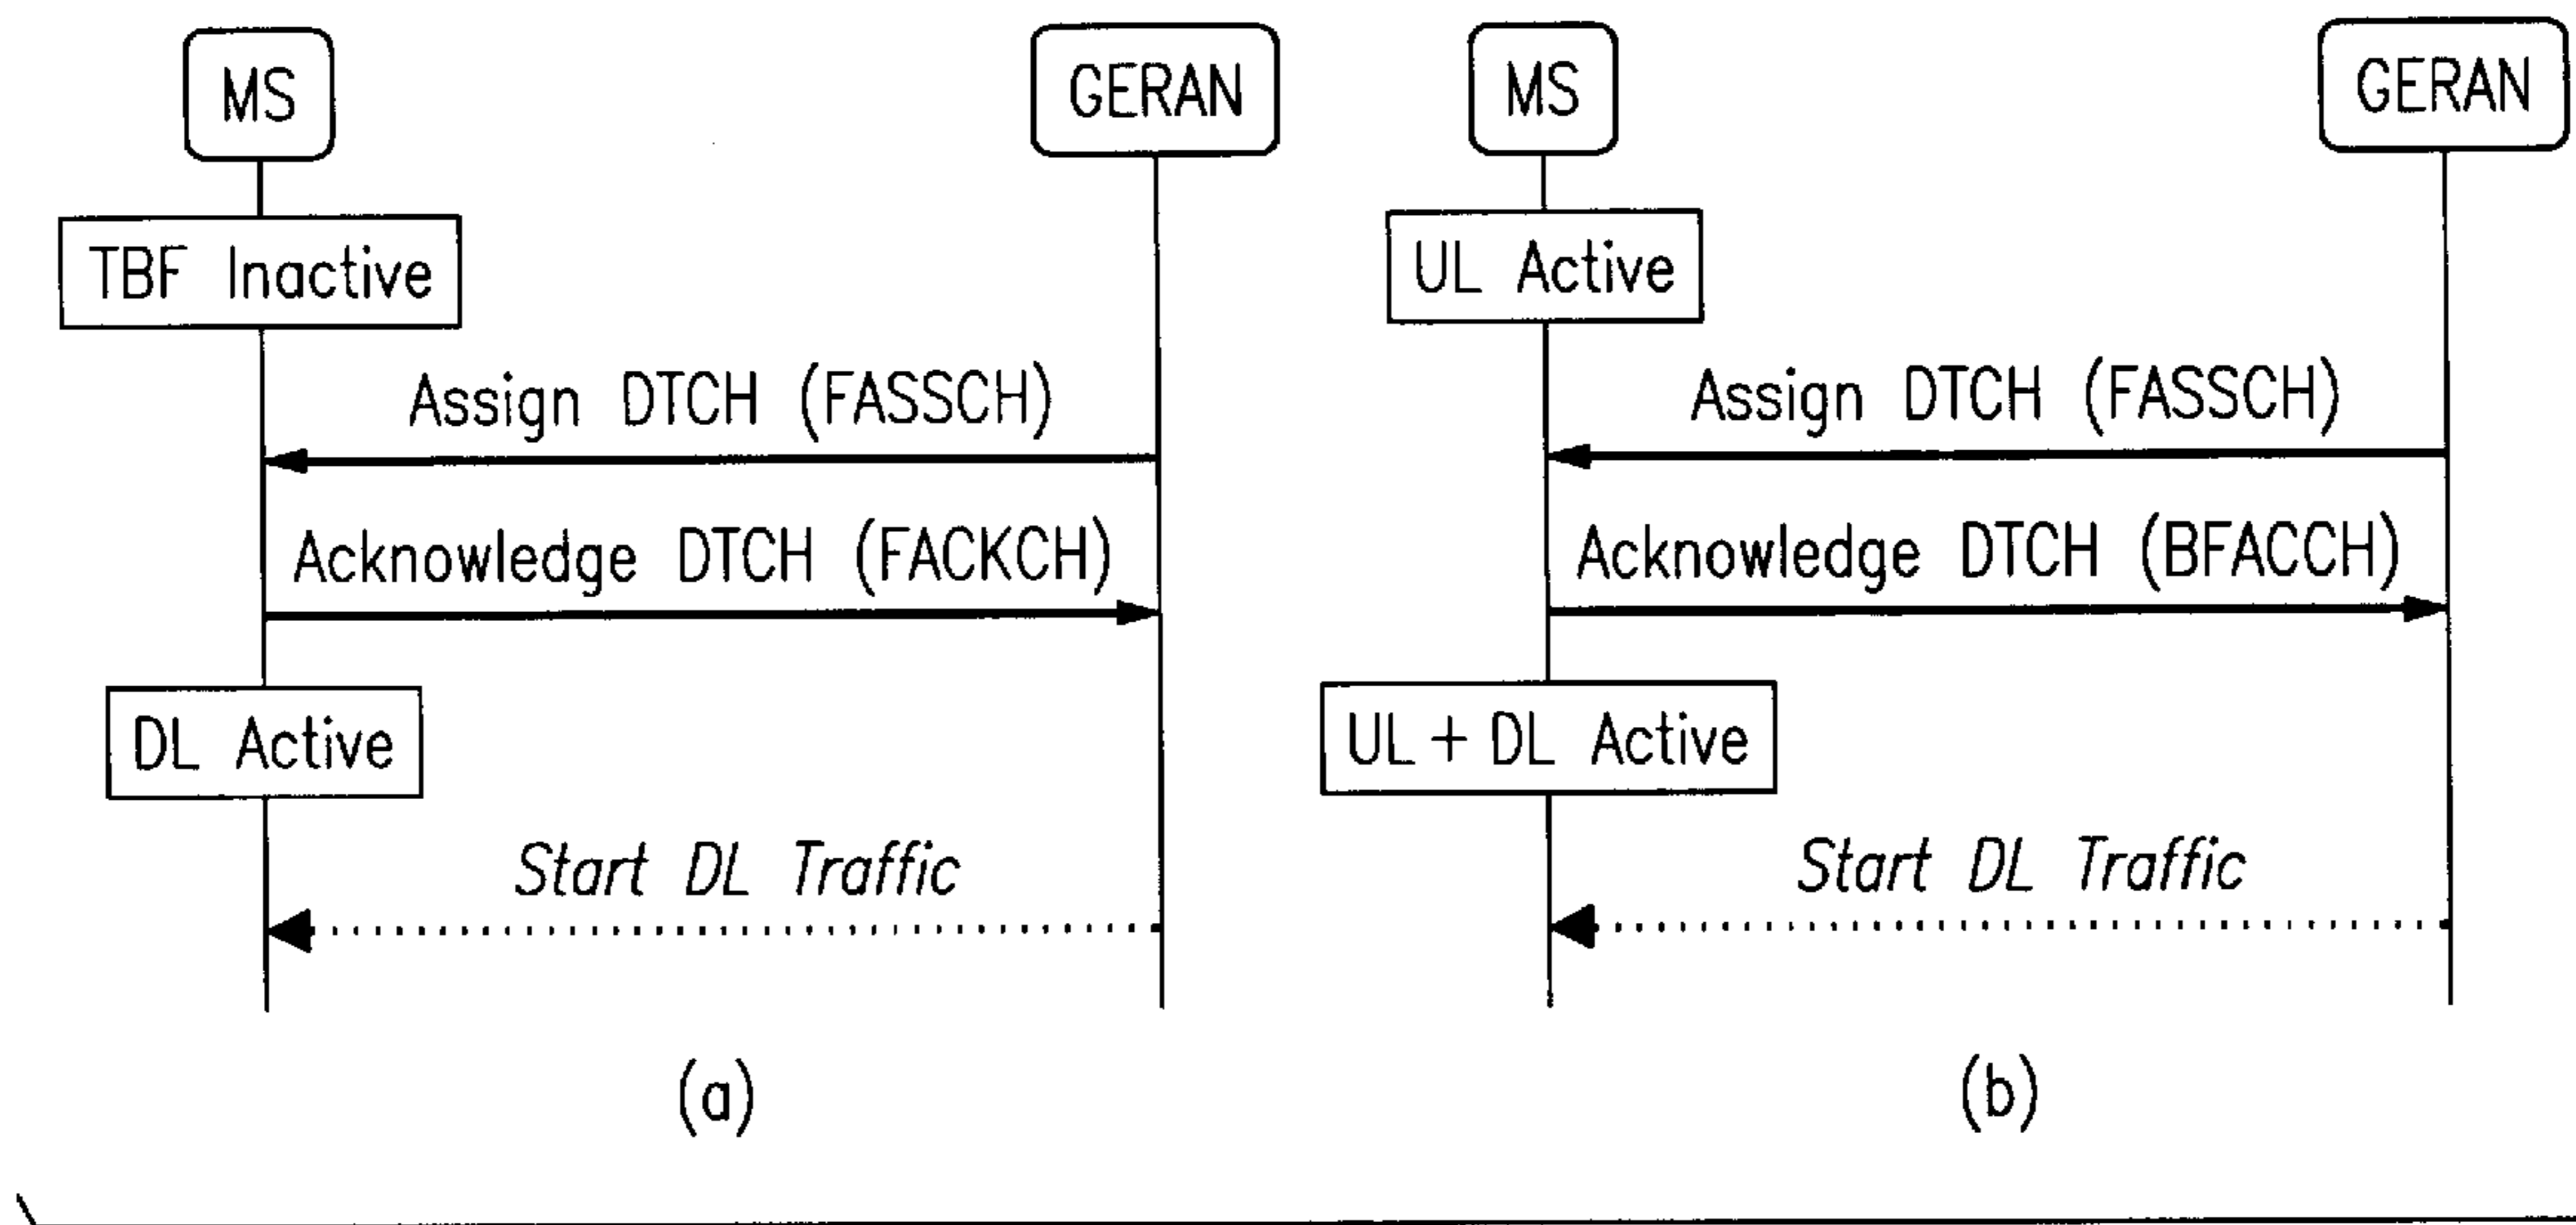 MS
GERAN
TBF Inactive
Assign DTCH (FASSCH)
Acknowledge DTCH (FACKCH)
DL Active
Start DL Traffic
(a)
MS
GERAN
UL Active
Assign DTCH (FASSCH)
Acknowledge DTCH (BFACCH)
UL + DL Active
Start DL Traffic
(b)